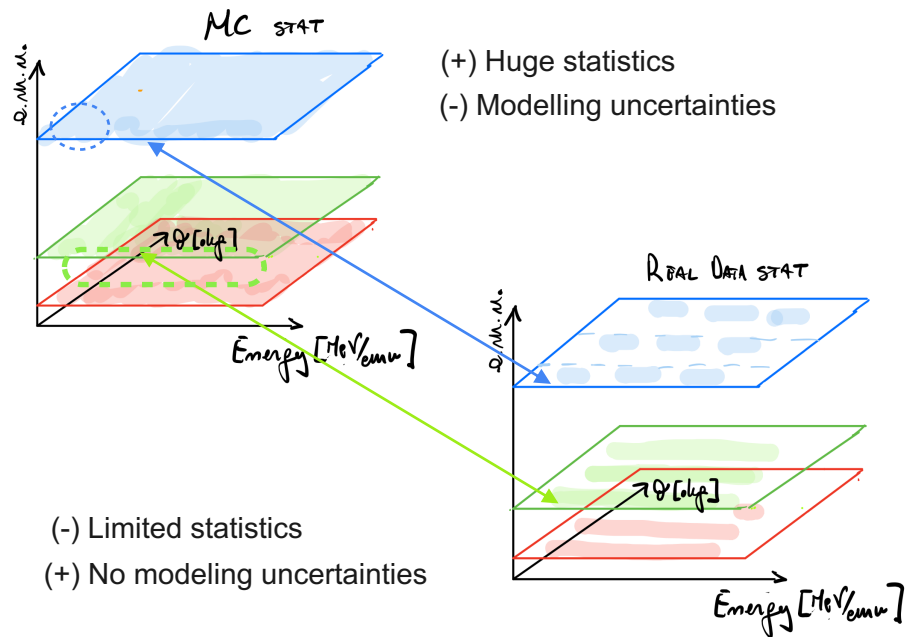 MC STAT
(+) Huge statistics
(-) Modelling uncertainties
a.m.u.
θ [deg]
Energy [MeV/amu]
REAL DATA STAT
a.m.u.
θ [deg]
(-) Limited statistics
(+) No modeling uncertainties
Energy [MeV/amu]